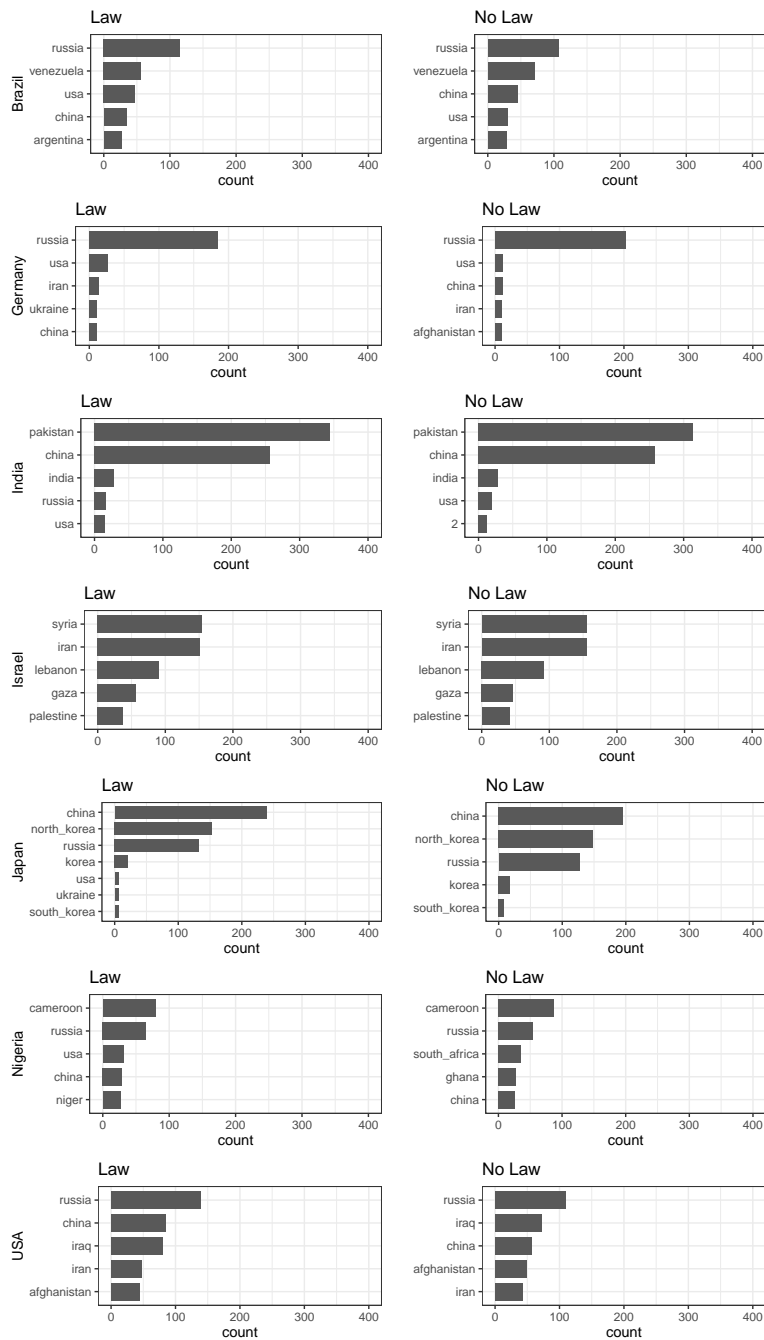 Law
No Law
Brazil
russia
venezuela
usa
china
argentina
0 100 200 300 400
count
russia
venezuela
china
usa
argentina
0 100 200 300 400
count
Law
No Law
Germany
russia
usa
iran
ukraine
china
0 100 200 300 400
count
russia
usa
china
iran
afghanistan
0 100 200 300 400
count
Law
No Law
India
pakistan
china
india
russia
usa
0 100 200 300 400
count
pakistan
china
india
usa
2
0 100 200 300 400
count
Law
No Law
Israel
syria
iran
lebanon
gaza
palestine
0 100 200 300 400
count
syria
iran
lebanon
gaza
palestine
0 100 200 300 400
count
Law
No Law
Japan
china
north_korea
russia
korea
usa
ukraine
south_korea
0 100 200 300 400
count
china
north_korea
russia
korea
south_korea
0 100 200 300 400
count
Law
No Law
Nigeria
cameroon
russia
usa
china
niger
0 100 200 300 400
count
cameroon
russia
south_africa
ghana
china
0 100 200 300 400
count
Law
No Law
USA
russia
china
iraq
iran
afghanistan
0 100 200 300 400
count
russia
iraq
china
afghanistan
iran
0 100 200 300 400
count